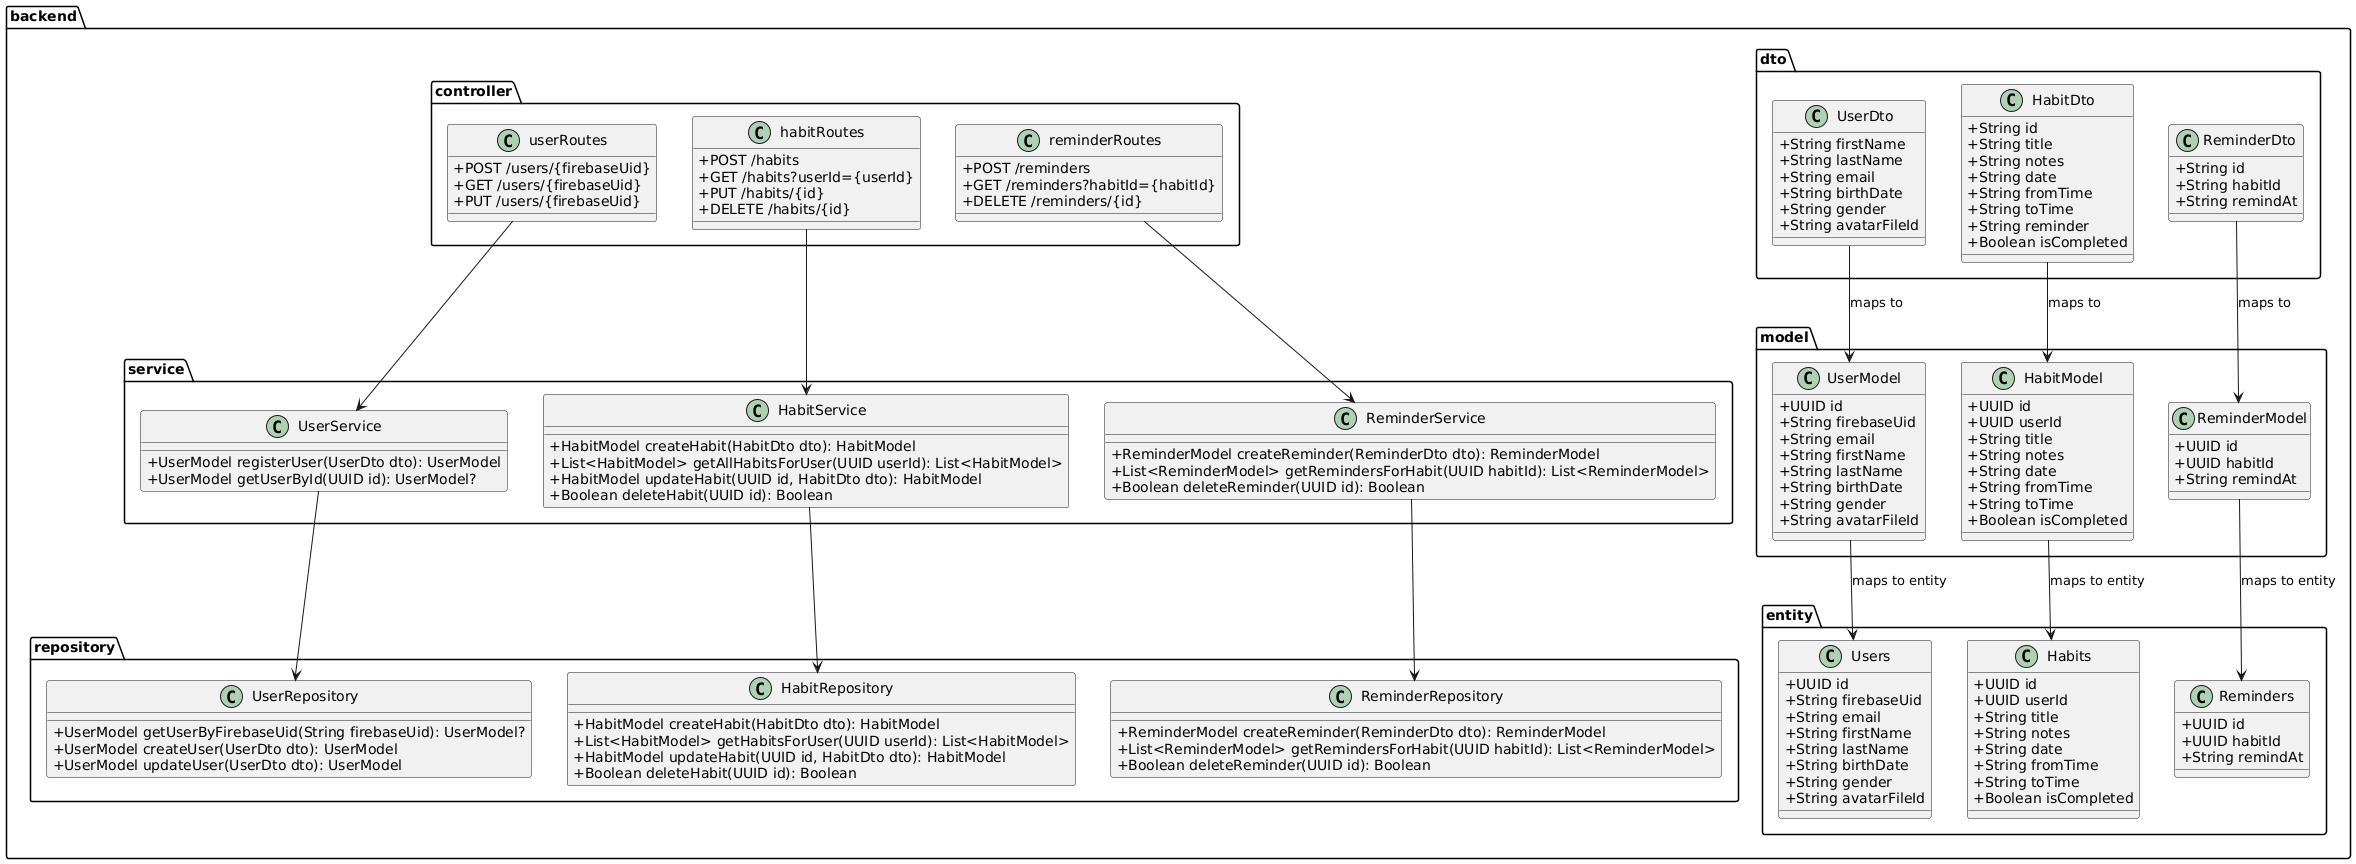 backend
controller
userRoutes
+POST /users/{firebaseUid}
+GET /users/{firebaseUid}
+PUT /users/{firebaseUid}
habitRoutes
+POST /habits
+GET /habits?userId={userId}
+PUT /habits/{id}
+DELETE /habits/{id}
reminderRoutes
+POST /reminders
+GET /reminders?habitId={habitId}
+DELETE /reminders/{id}
dto
UserDto
+String firstName
+String lastName
+String email
+String birthDate
+String gender
+String avatarFileId
HabitDto
+String id
+String title
+String notes
+String date
+String fromTime
+String toTime
+String reminder
+Boolean isCompleted
ReminderDto
+String id
+String habitId
+String remindAt
maps to
maps to
maps to
service
UserService
+UserModel registerUser(UserDto dto): UserModel
+UserModel getUserById(UUID id): UserModel?
HabitService
+HabitModel createHabit(HabitDto dto): HabitModel
+List<HabitModel> getAllHabitsForUser(UUID userId): List<HabitModel>
+HabitModel updateHabit(UUID id, HabitDto dto): HabitModel
+Boolean deleteHabit(UUID id): Boolean
ReminderService
+ReminderModel createReminder(ReminderDto dto): ReminderModel
+List<ReminderModel> getRemindersForHabit(UUID habitId): List<ReminderModel>
+Boolean deleteReminder(UUID id): Boolean
model
UserModel
+UUID id
+String firebaseUid
+String email
+String firstName
+String lastName
+String birthDate
+String gender
+String avatarFileId
HabitModel
+UUID id
+UUID userId
+String title
+String notes
+String date
+String fromTime
+String toTime
+Boolean isCompleted
ReminderModel
+UUID id
+UUID habitId
+String remindAt
maps to entity
maps to entity
maps to entity
repository
UserRepository
+UserModel getUserByFirebaseUid(String firebaseUid): UserModel?
+UserModel createUser(UserDto dto): UserModel
+UserModel updateUser(UserDto dto): UserModel
HabitRepository
+HabitModel createHabit(HabitDto dto): HabitModel
+List<HabitModel> getHabitsForUser(UUID userId): List<HabitModel>
+HabitModel updateHabit(UUID id, HabitDto dto): HabitModel
+Boolean deleteHabit(UUID id): Boolean
ReminderRepository
+ReminderModel createReminder(ReminderDto dto): ReminderModel
+List<ReminderModel> getRemindersForHabit(UUID habitId): List<ReminderModel>
+Boolean deleteReminder(UUID id): Boolean
entity
Users
+UUID id
+String firebaseUid
+String email
+String firstName
+String lastName
+String birthDate
+String gender
+String avatarFileId
Habits
+UUID id
+UUID userId
+String title
+String notes
+String date
+String fromTime
+String toTime
+Boolean isCompleted
Reminders
+UUID id
+UUID habitId
+String remindAt